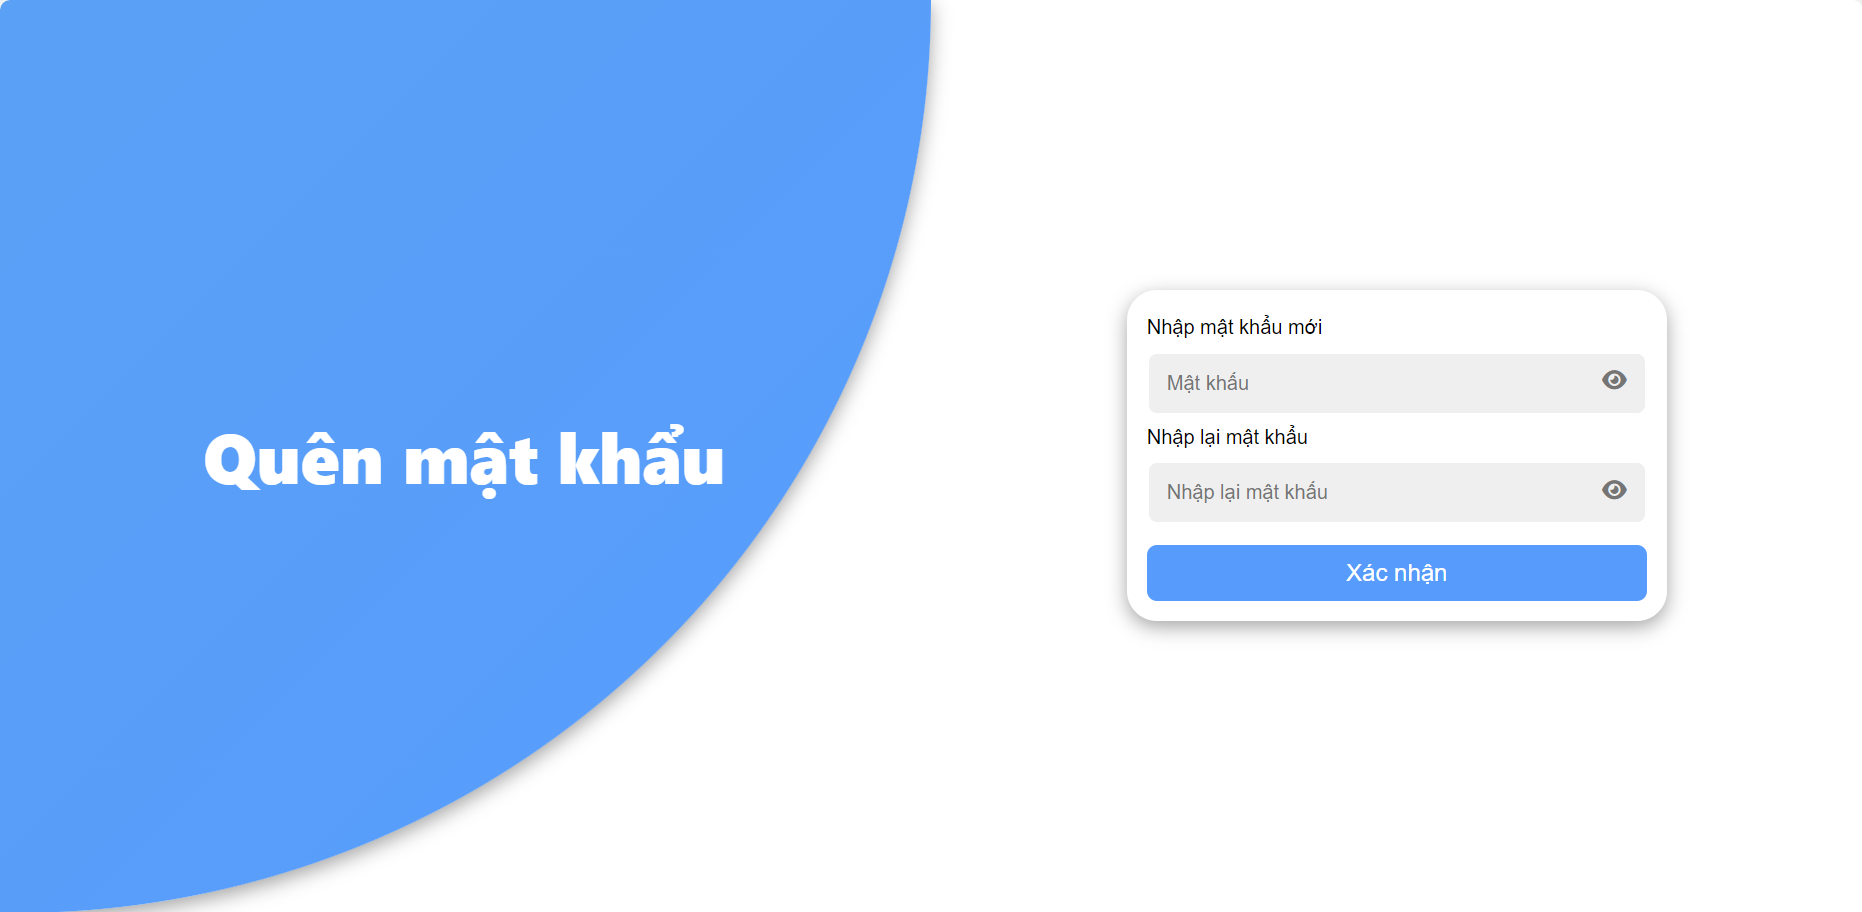 Quên mật khẩu
Nhập mật khẩu mới
Mật khẩu
Nhập lại mật khẩu
Nhập lại mật khẩu
Xác nhận